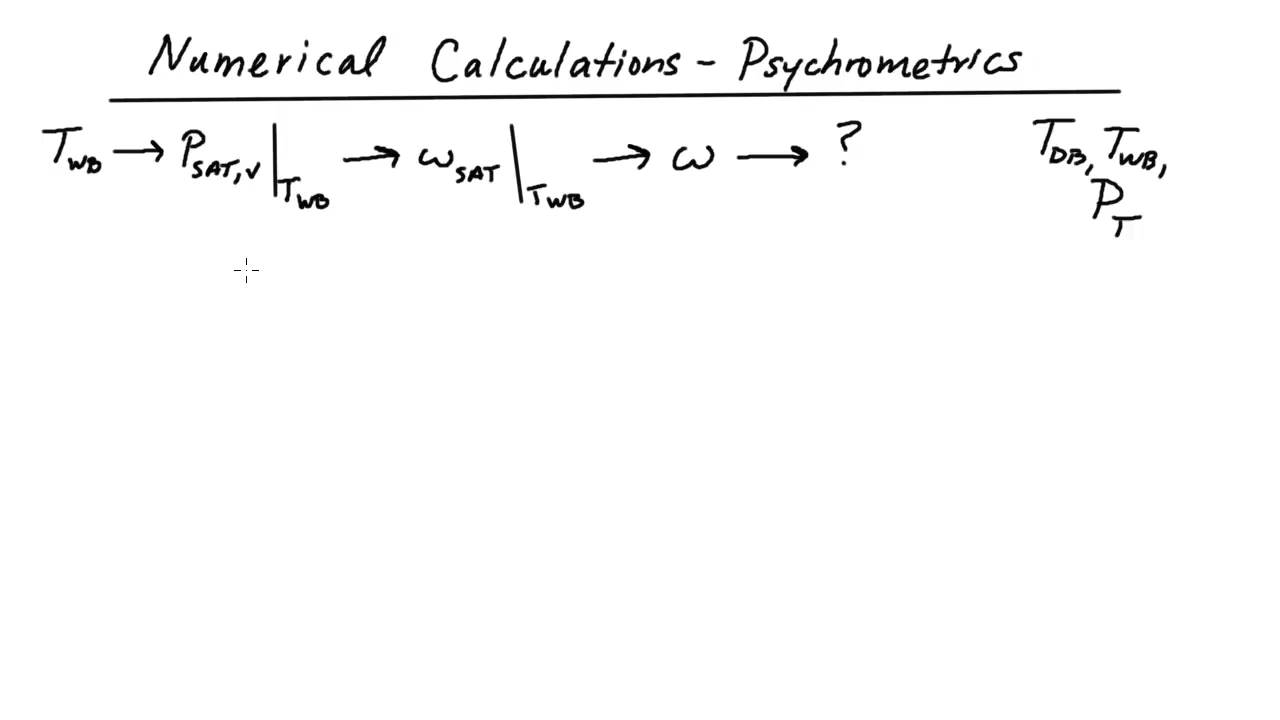 Numerical Calculations - Psychrometrics
T_WB → P_SAT,V |_T_WB → ω_SAT |_T_WB → ω → ?
T_DB, T_WB,
P_T